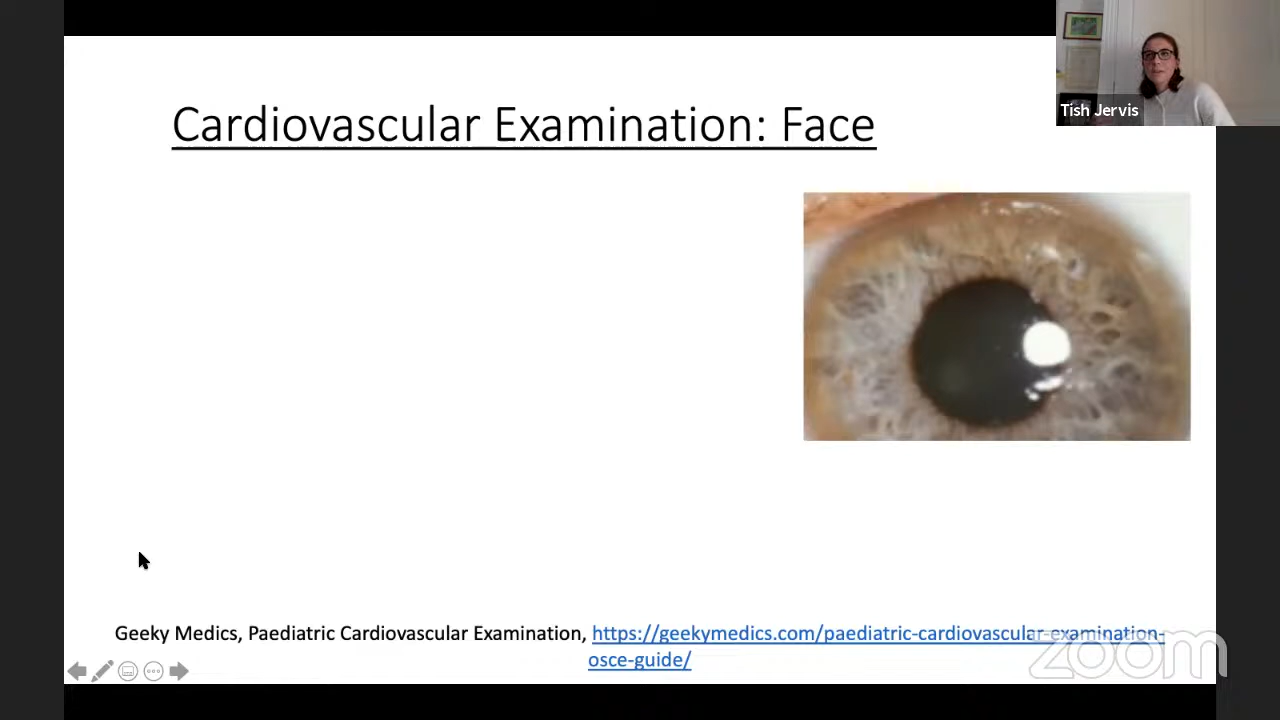 Cardiovascular Examination: Face
Tish Jervis
Geeky Medics, Paediatric Cardiovascular Examination, https://geekymedics.com/paediatric-cardiovascular-examination-
osce-guide/
zoom